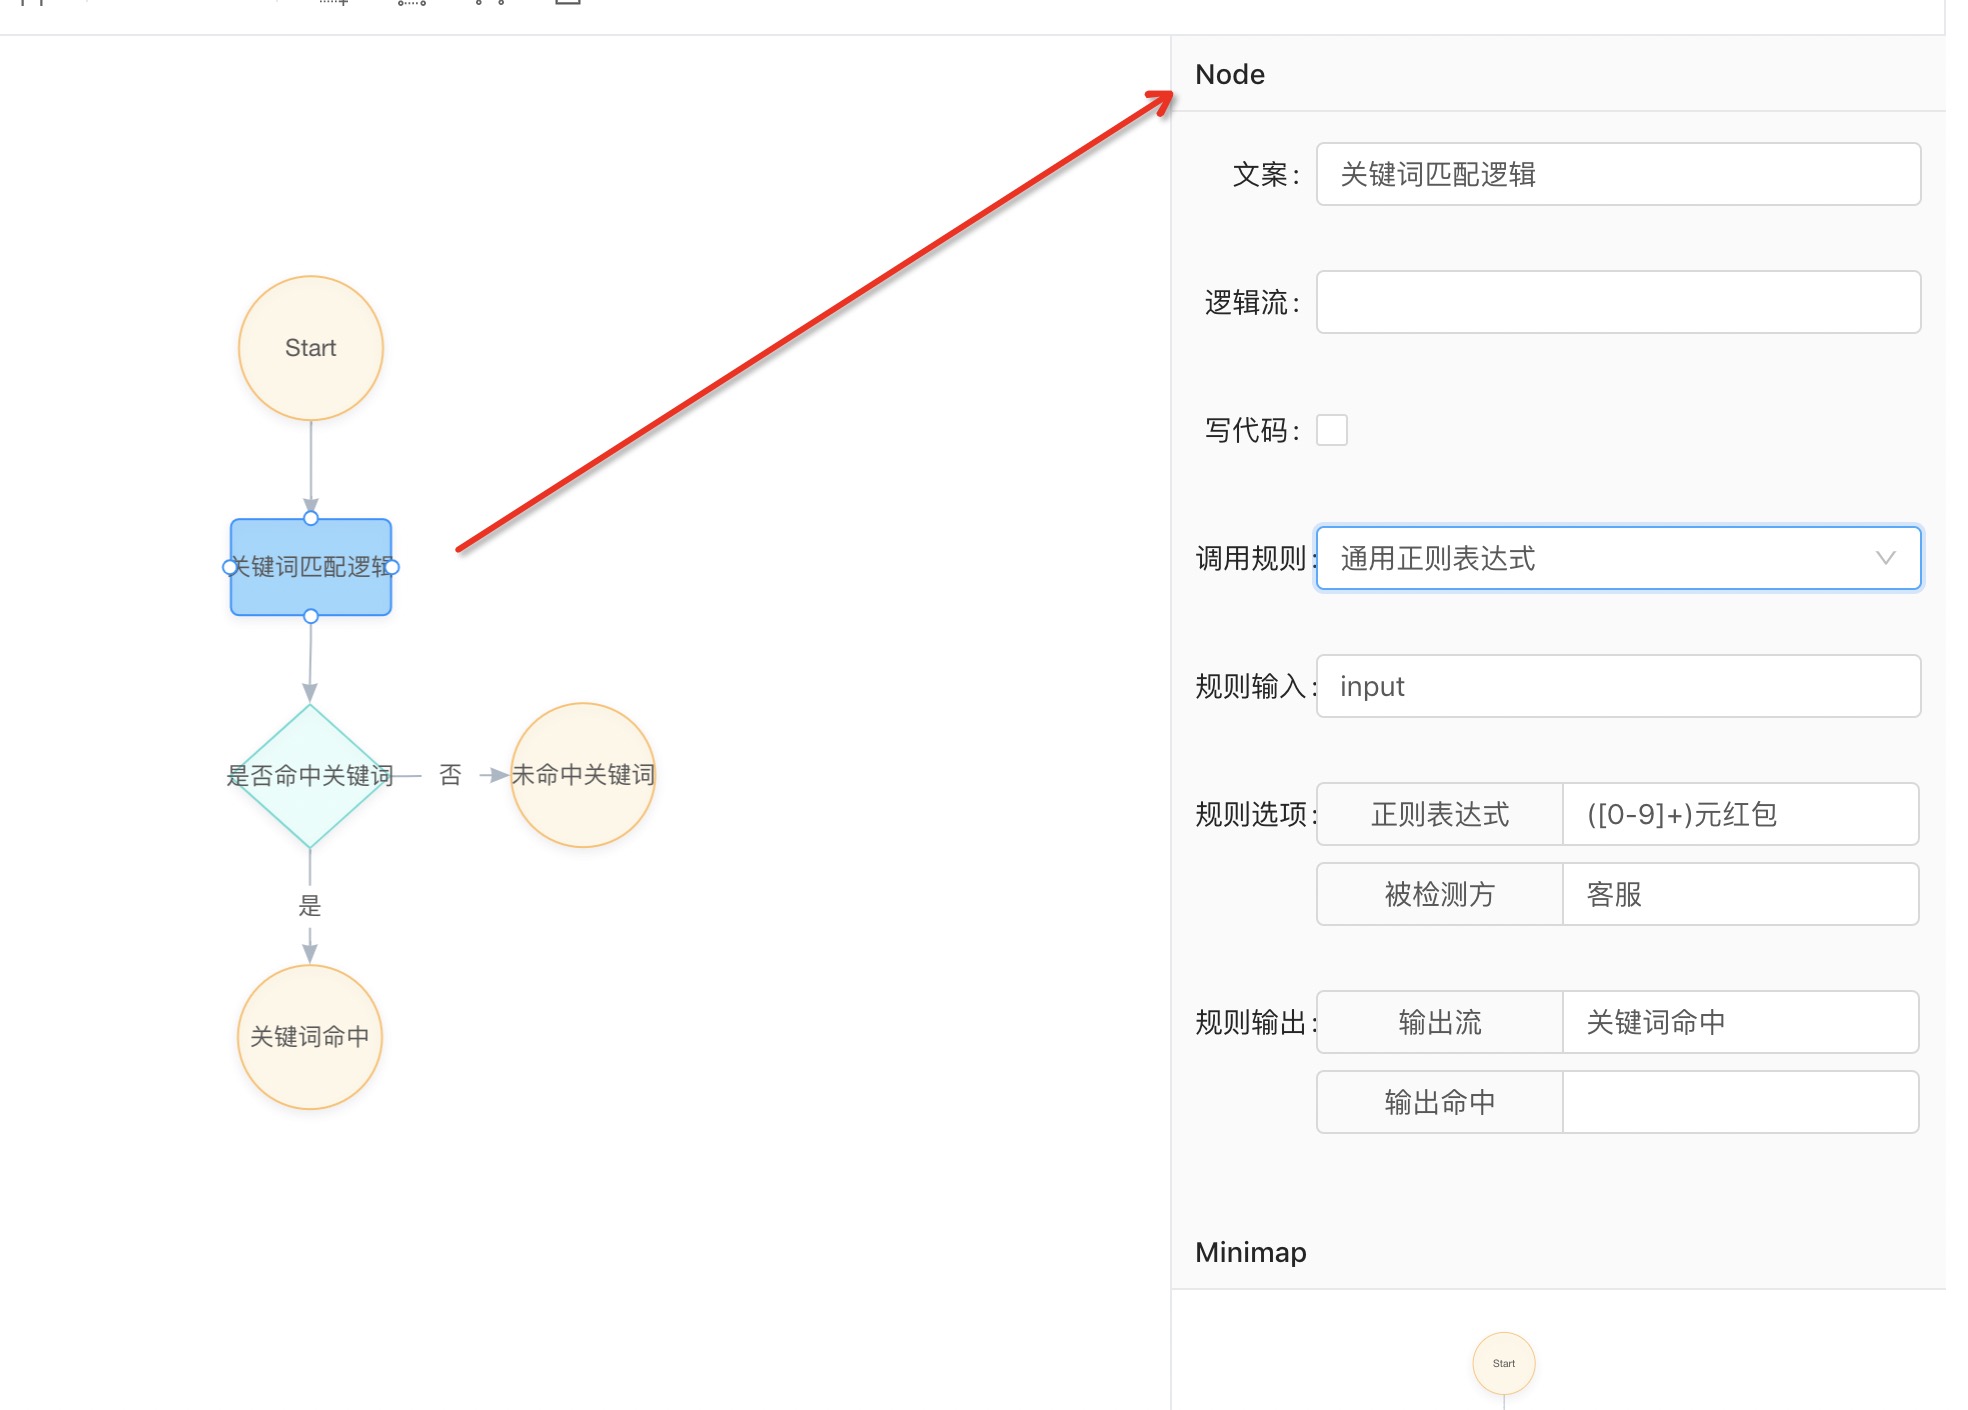 Start
关键词匹配逻辑
是否命中关键词
否
未命中关键词
是
关键词命中
Node
文案:
关键词匹配逻辑
逻辑流:
写代码:
调用规则:
通用正则表达式
规则输入:
input
规则选项:
正则表达式
([0-9]+)元红包
被检测方
客服
规则输出:
输出流
关键词命中
输出命中
Minimap
Start